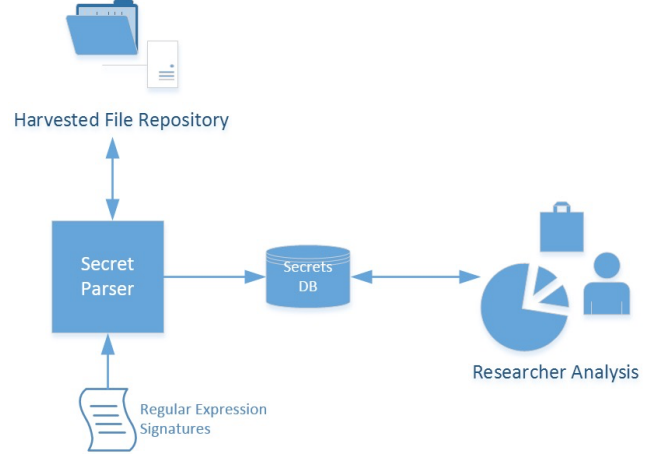 Harvested File Repository
Secret
Parser
Secrets
DB
Researcher Analysis
Regular Expression
Signatures